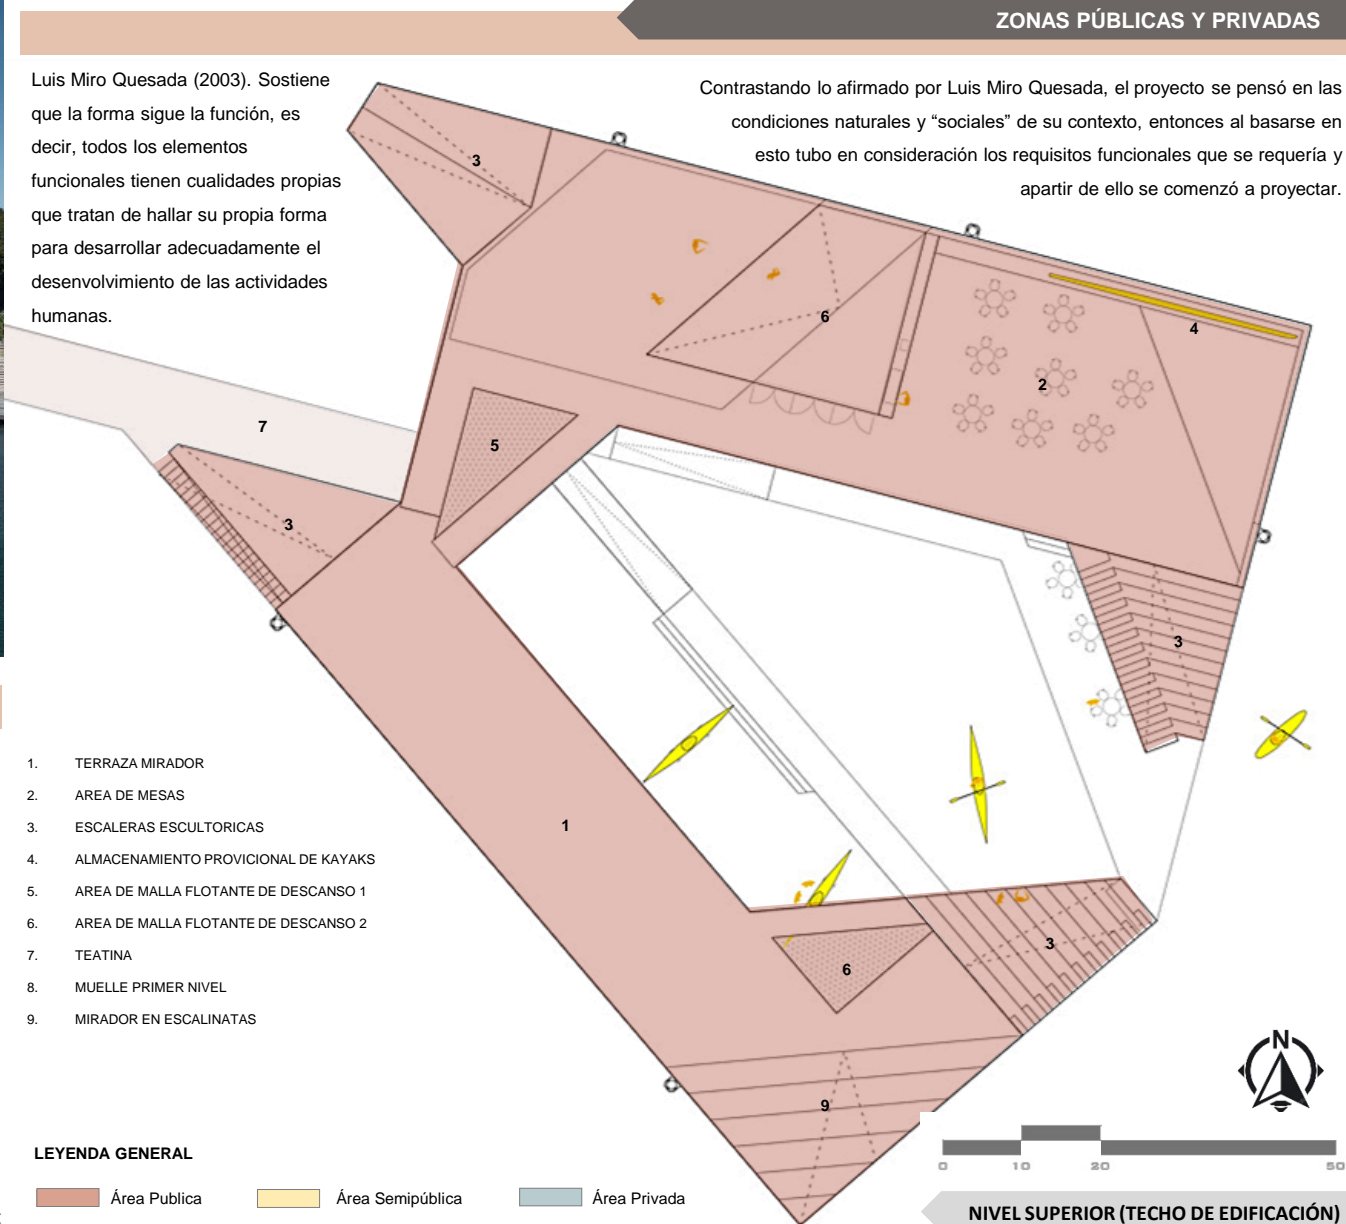 ZONAS PÚBLICAS Y PRIVADAS
Luis Miro Quesada (2003). Sostiene
que la forma sigue la función, es
decir, todos los elementos
funcionales tienen cualidades propias
que tratan de hallar su propia forma
para desarrollar adecuadamente el
desenvolvimiento de las actividades
humanas.
Contrastando lo afirmado por Luis Miro Quesada, el proyecto se pensó en las
condiciones naturales y “sociales” de su contexto, entonces al basarse en
esto tubo en consideración los requisitos funcionales que se requería y
apartir de ello se comenzó a proyectar.
3
6
4
2
7
5
3
3
1
3
6
9
1. TERRAZA MIRADOR
2. AREA DE MESAS
3. ESCALERAS ESCULTORICAS
4. ALMACENAMIENTO PROVICIONAL DE KAYAKS
5. AREA DE MALLA FLOTANTE DE DESCANSO 1
6. AREA DE MALLA FLOTANTE DE DESCANSO 2
7. TEATINA
8. MUELLE PRIMER NIVEL
9. MIRADOR EN ESCALINATAS
N
0 10 20 50
LEYENDA GENERAL
Área Publica
Área Semipública
Área Privada
NIVEL SUPERIOR (TECHO DE EDIFICACIÓN)